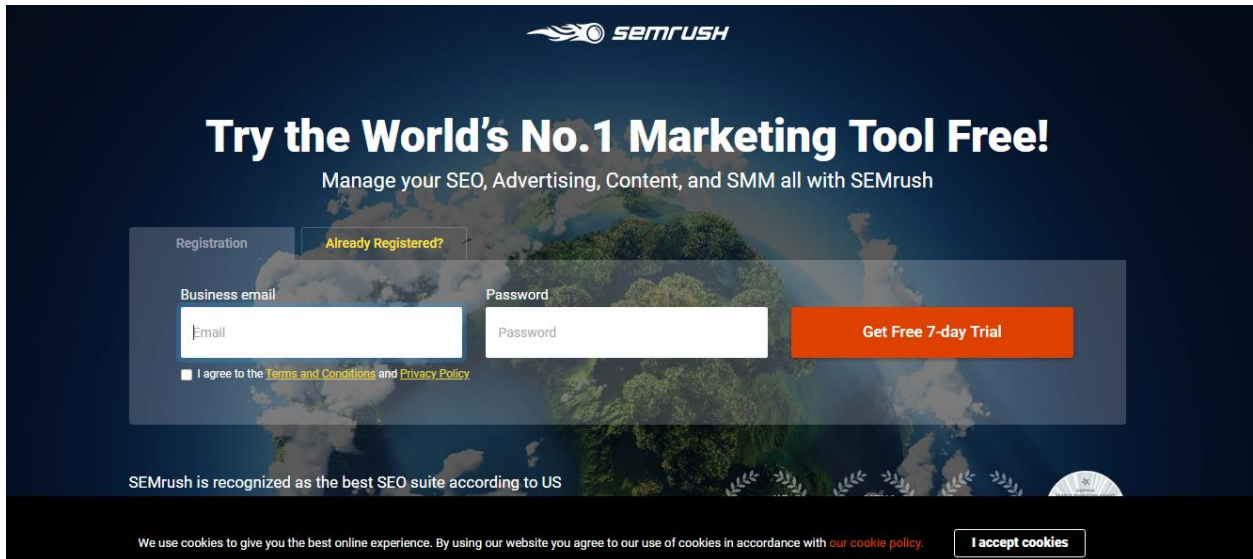 semrush
Try the World's No.1 Marketing Tool Free!
Manage your SEO, Advertising, Content, and SMM all with SEMrush
Registration
Already Registered?
Business email
Password
Email
Password
Get Free 7-day Trial
I agree to the Terms and Conditions and Privacy Policy
SEMrush is recognized as the best SEO suite according to US
We use cookies to give you the best online experience. By using our website you agree to our use of cookies in accordance with our cookie policy.
I accept cookies